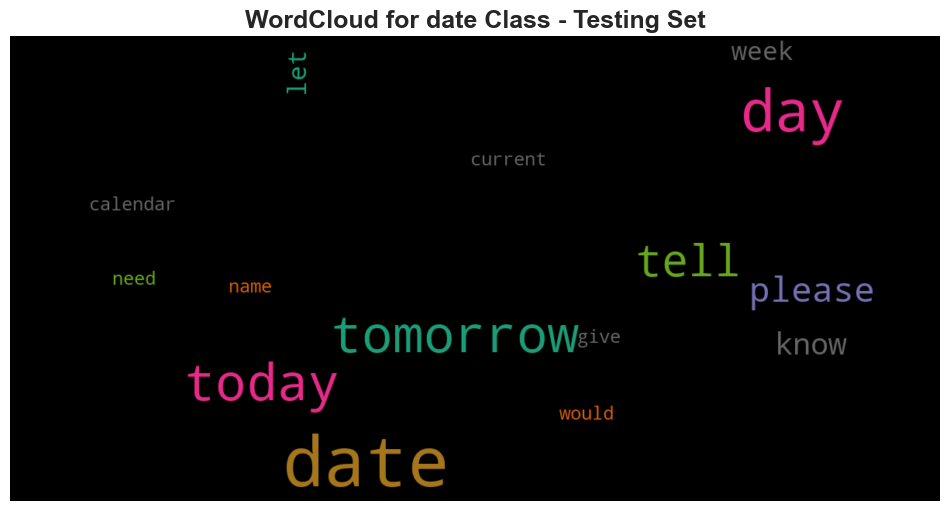 WordCloud for date Class - Testing Set
let
week
day
current
calendar
tell
need
name
please
tomorrow
give
know
today
would
date